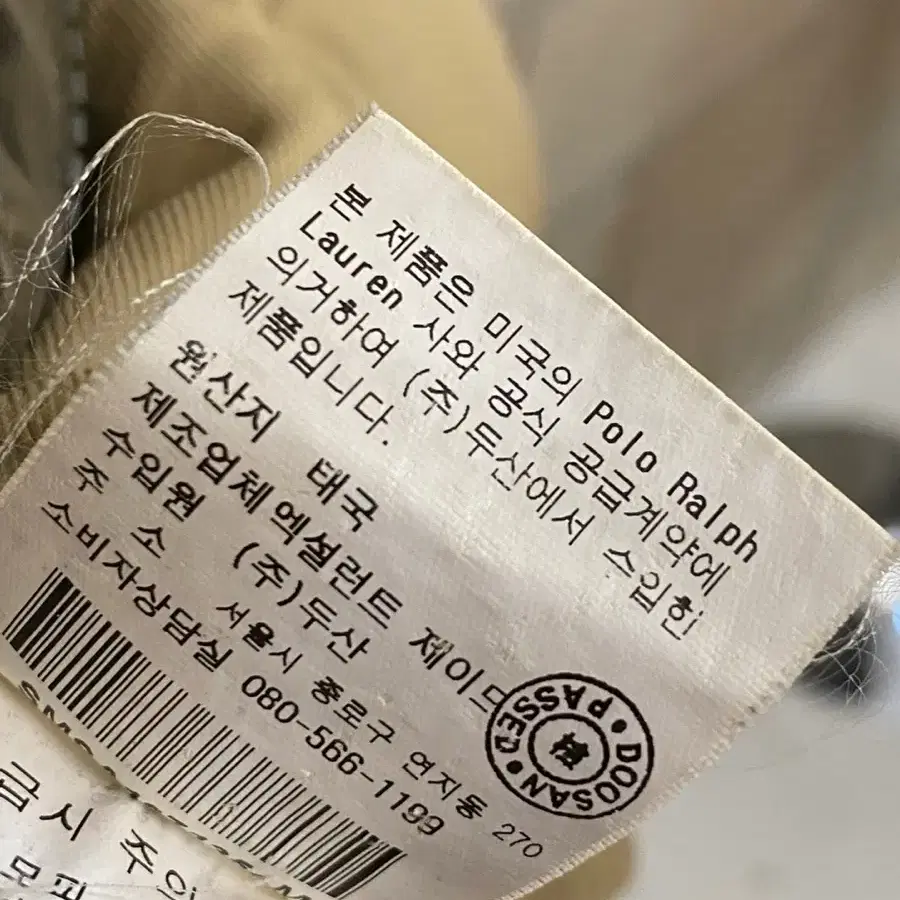 본 제품은 미국의 Polo Ralph
Lauren 사와 공식 공급계약에
의거하여 (주)두산에서 수입한
제품입니다.
원산지 태국
제조업체 엑설런트 제이드
수입원 (주)두산
주 소 서울시 종로구 연지동 270
소비자상담실 080-566-1199
DOOSAN PASSED
급시 주의